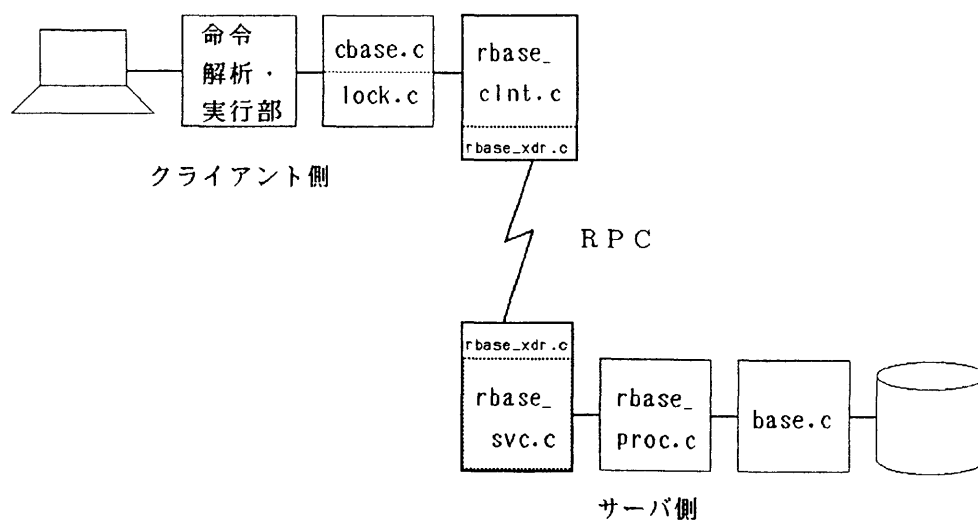 命令
解析・
実行部
cbase.c
lock.c
rbase_
clnt.c
rbase_xdr.c
クライアント側
RPC
rbase_xdr.c
rbase_
svc.c
rbase_
proc.c
base.c
サーバ側